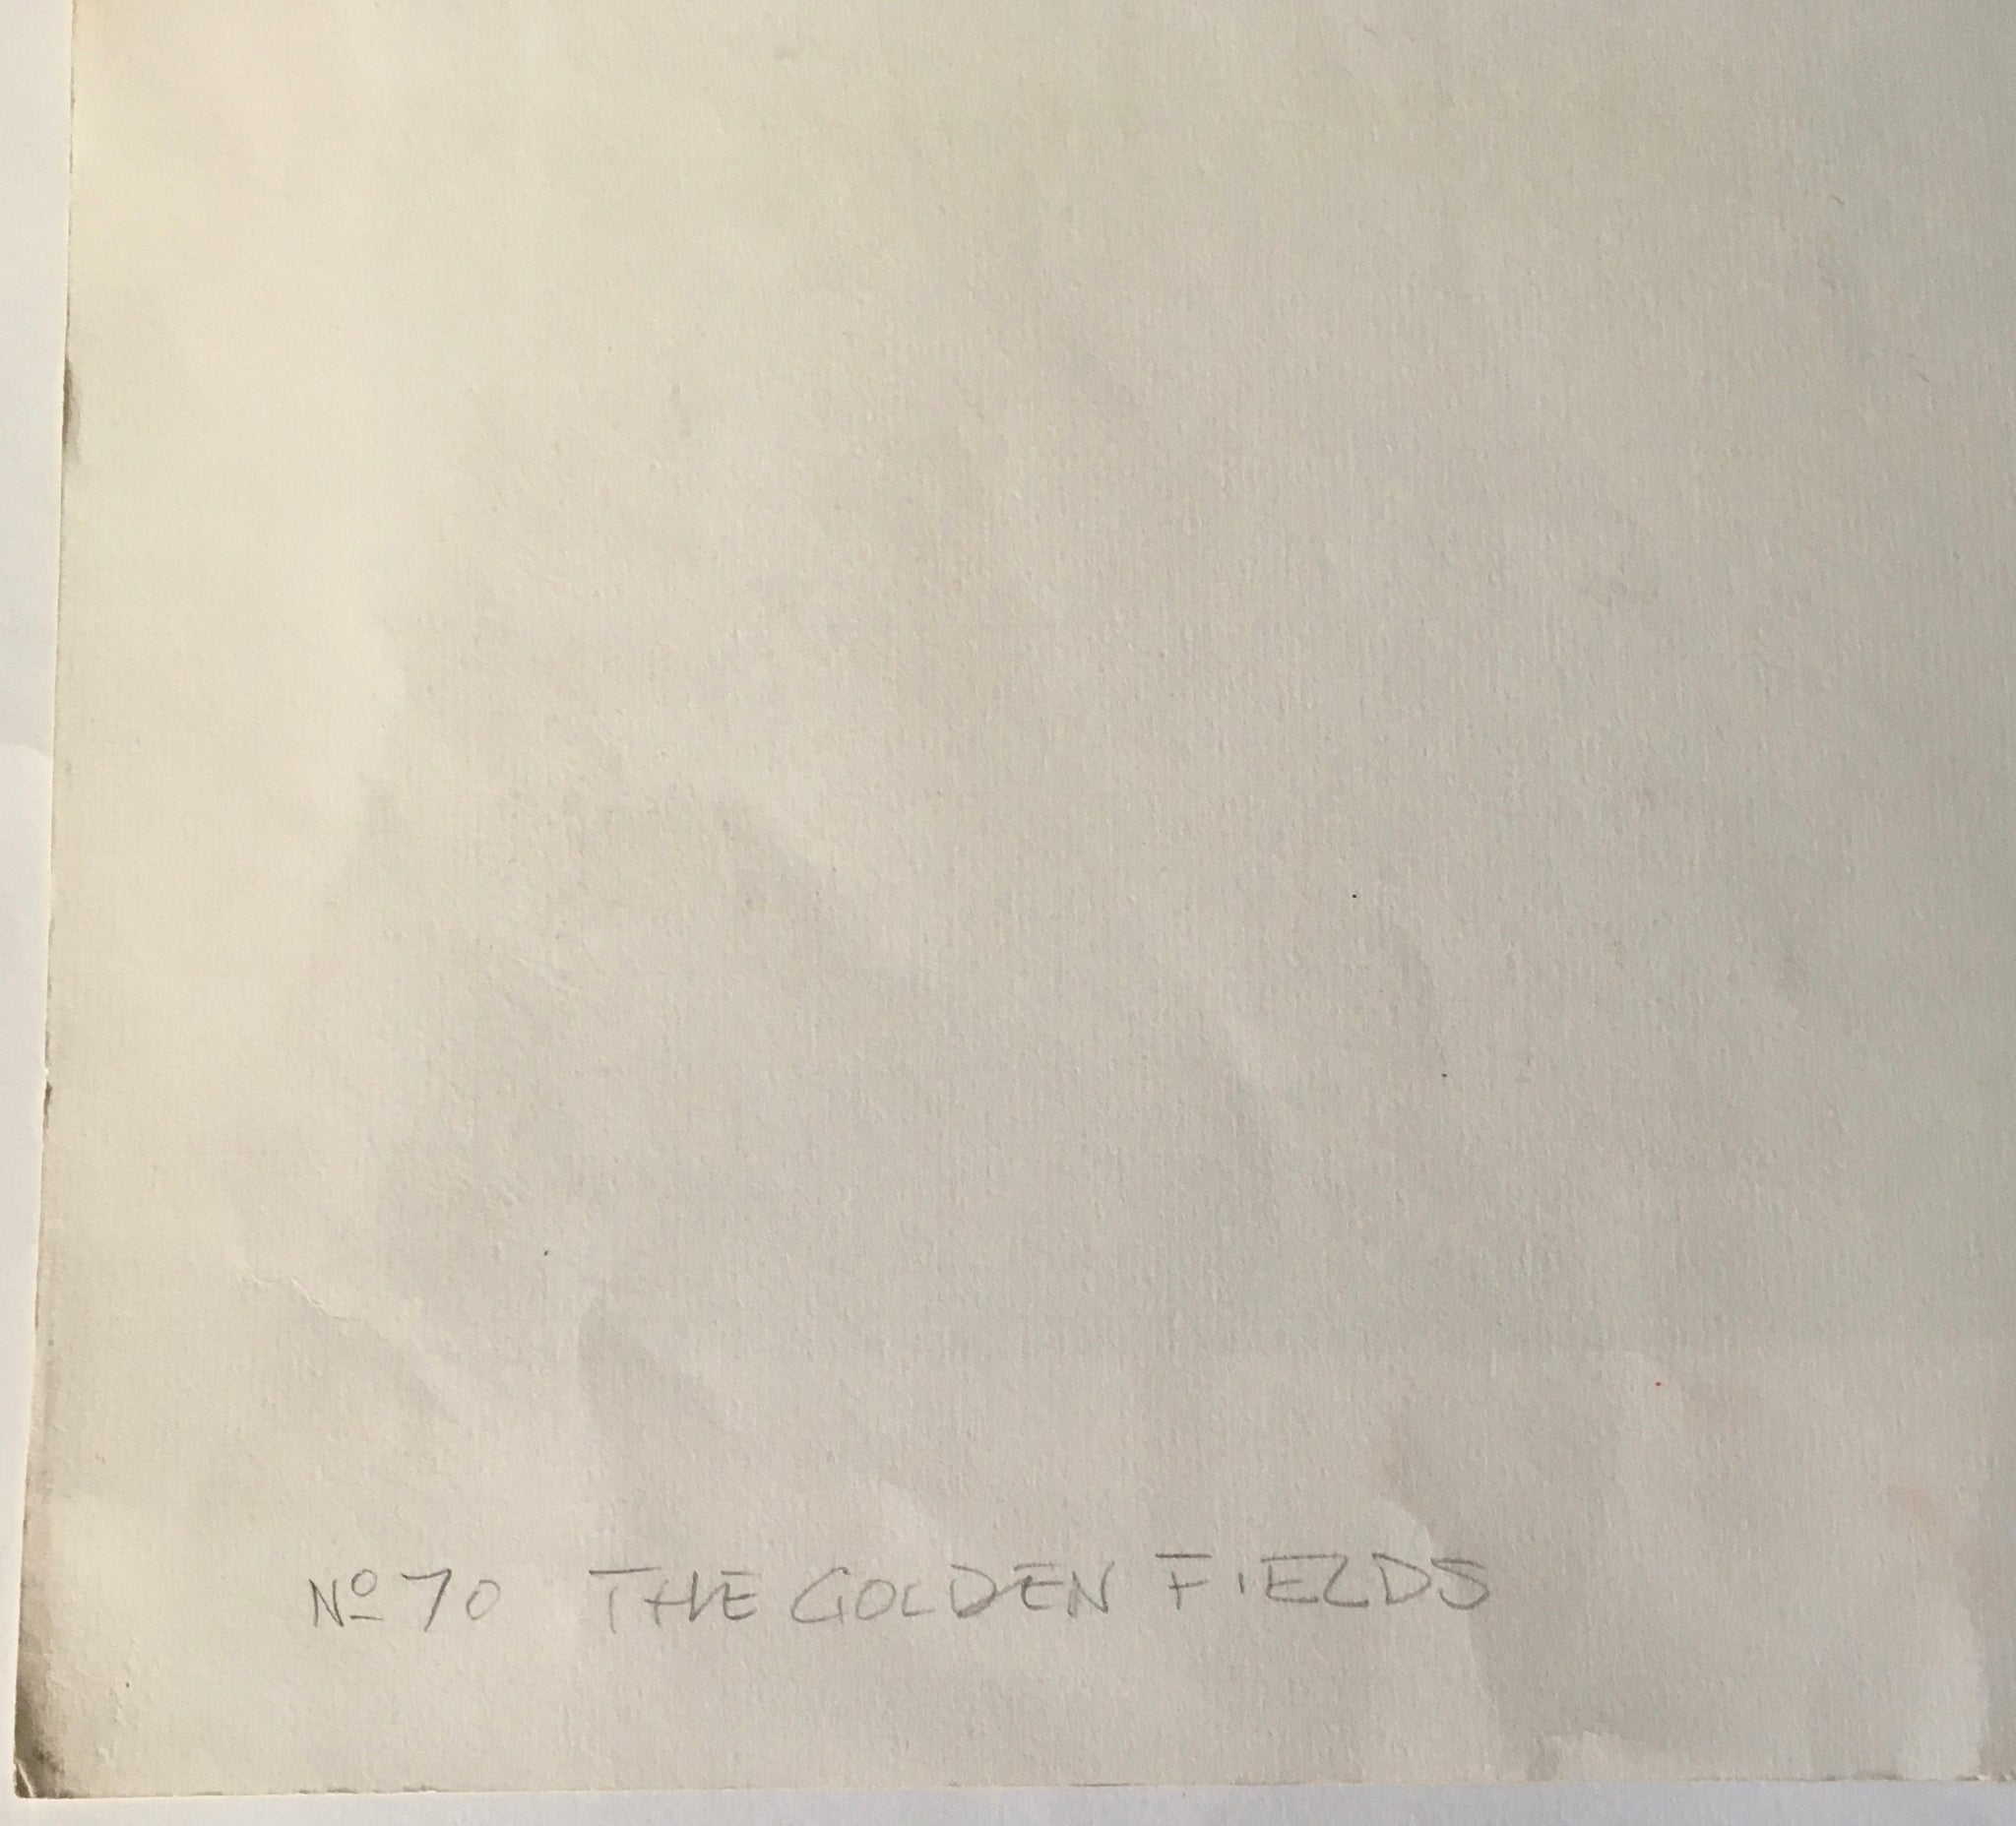 Nº 70 THE GOLDEN FIELDS